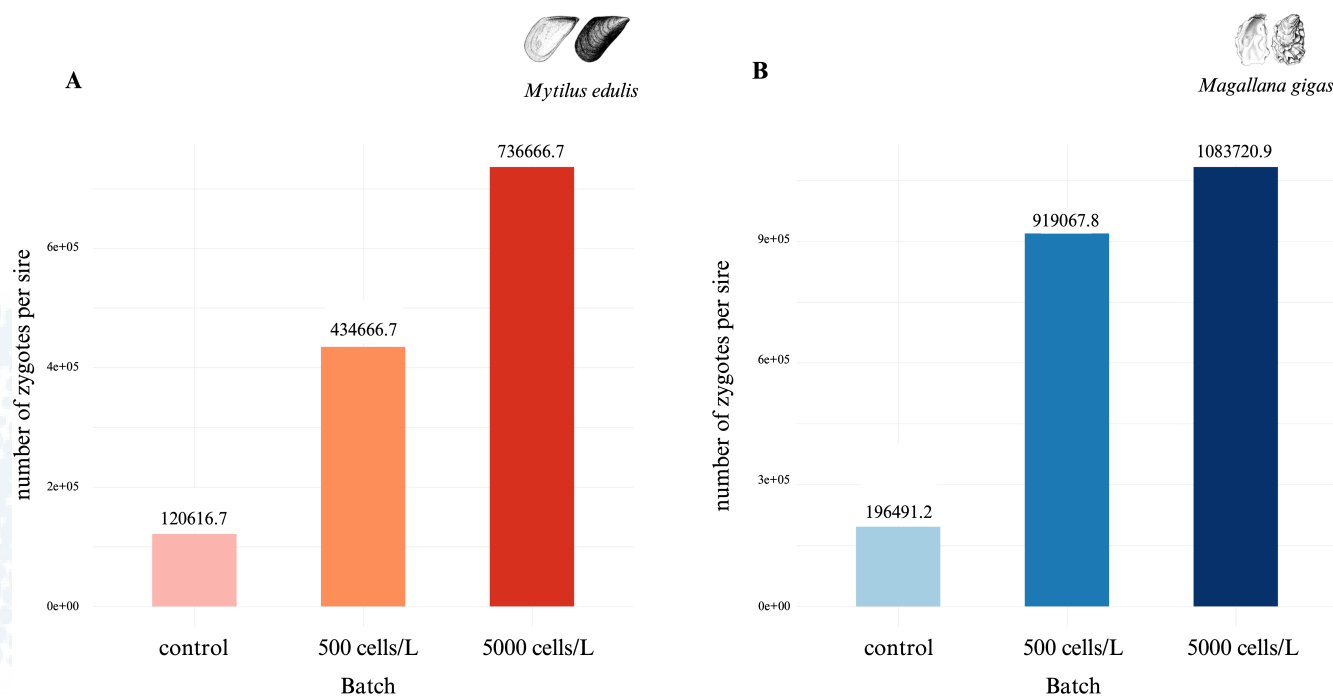 A
Mytilus edulis
number of zygotes per sire
6e+05
4e+05
2e+05
0e+00
120616.7
434666.7
736666.7
control
500 cells/L
5000 cells/L
Batch
B
Magallana gigas
number of zygotes per sire
9e+05
6e+05
3e+05
0e+00
196491.2
919067.8
1083720.9
control
500 cells/L
5000 cells/L
Batch